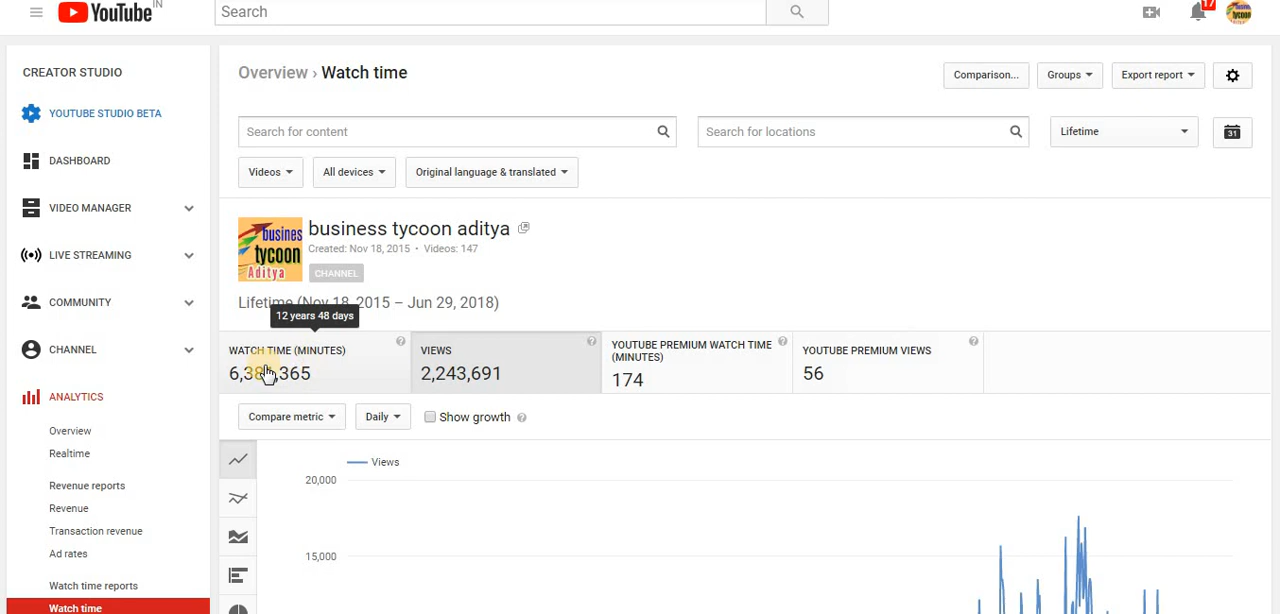 YouTube IN
Search
17
CREATOR STUDIO
YOUTUBE STUDIO BETA
DASHBOARD
VIDEO MANAGER
LIVE STREAMING
COMMUNITY
CHANNEL
ANALYTICS
Overview
Realtime
Revenue reports
Revenue
Transaction revenue
Ad rates
Watch time reports
Watch time
Overview › Watch time
Comparison...
Groups
Export report
Search for content
Search for locations
Lifetime
31
Videos
All devices
Original language & translated
busines
tycoon
Aditya
business tycoon aditya
Created: Nov 18, 2015 • Videos: 147
CHANNEL
Lifetime (Nov 18, 2015 – Jun 29, 2018)
12 years 48 days
WATCH TIME (MINUTES)
VIEWS
2,243,691
YOUTUBE PREMIUM WATCH TIME
(MINUTES)
174
YOUTUBE PREMIUM VIEWS
56
Compare metric
Daily
Show growth
Views
20,000
15,000